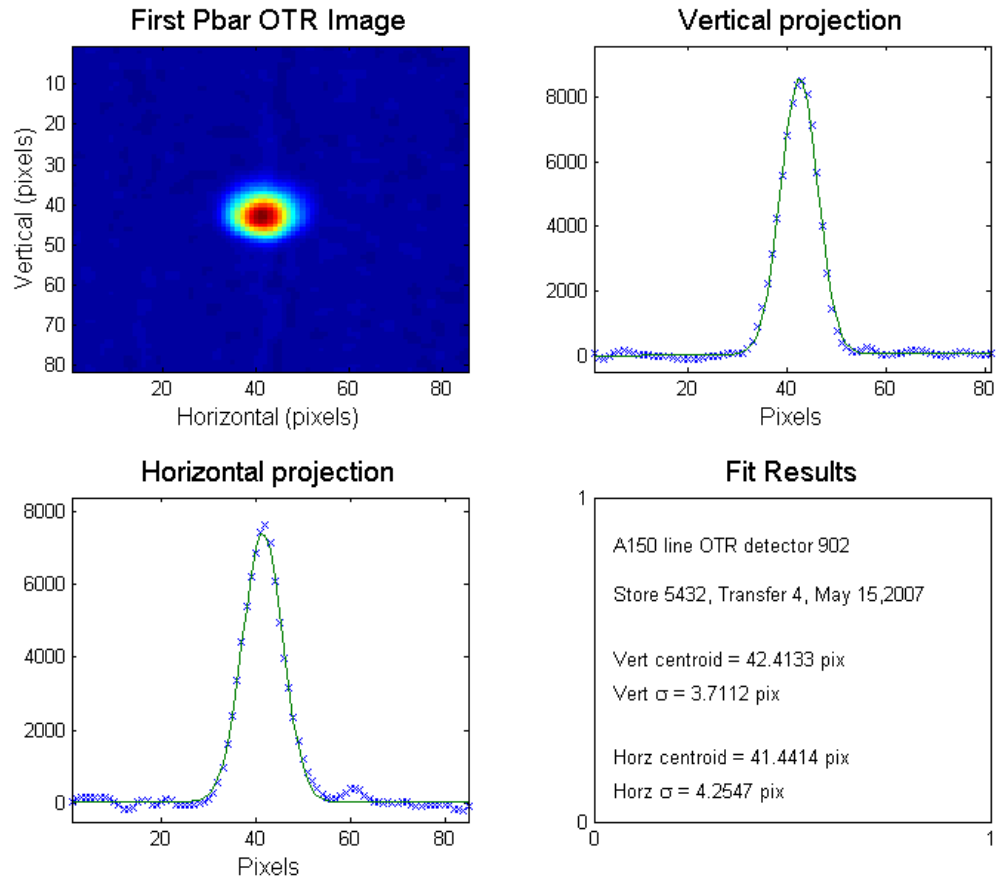 First Pbar OTR Image
10
20
30
40
50
60
70
80
Vertical (pixels)
20
40
60
80
Horizontal (pixels)
Vertical projection
8000
6000
4000
2000
0
20
40
60
80
Pixels
Horizontal projection
8000
6000
4000
2000
0
20
40
60
80
Pixels
Fit Results
1
A150 line OTR detector 902
Store 5432, Transfer 4, May 15,2007
Vert centroid = 42.4133 pix
Vert σ = 3.7112 pix
Horz centroid = 41.4414 pix
Horz σ = 4.2547 pix
0
0
1